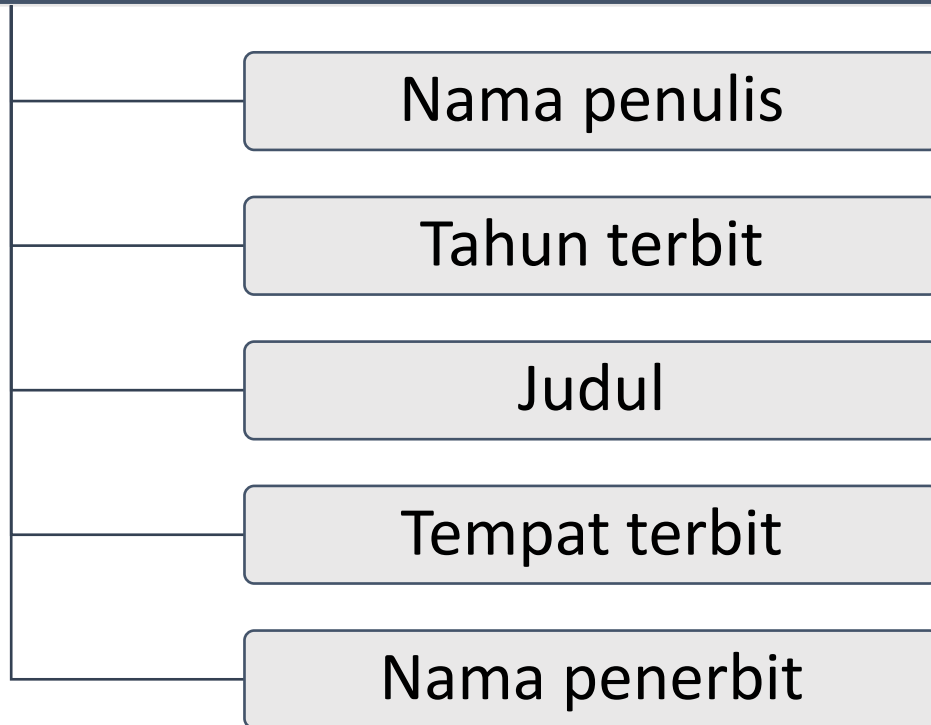 Nama penulis
Tahun terbit
Judul
Tempat terbit
Nama penerbit